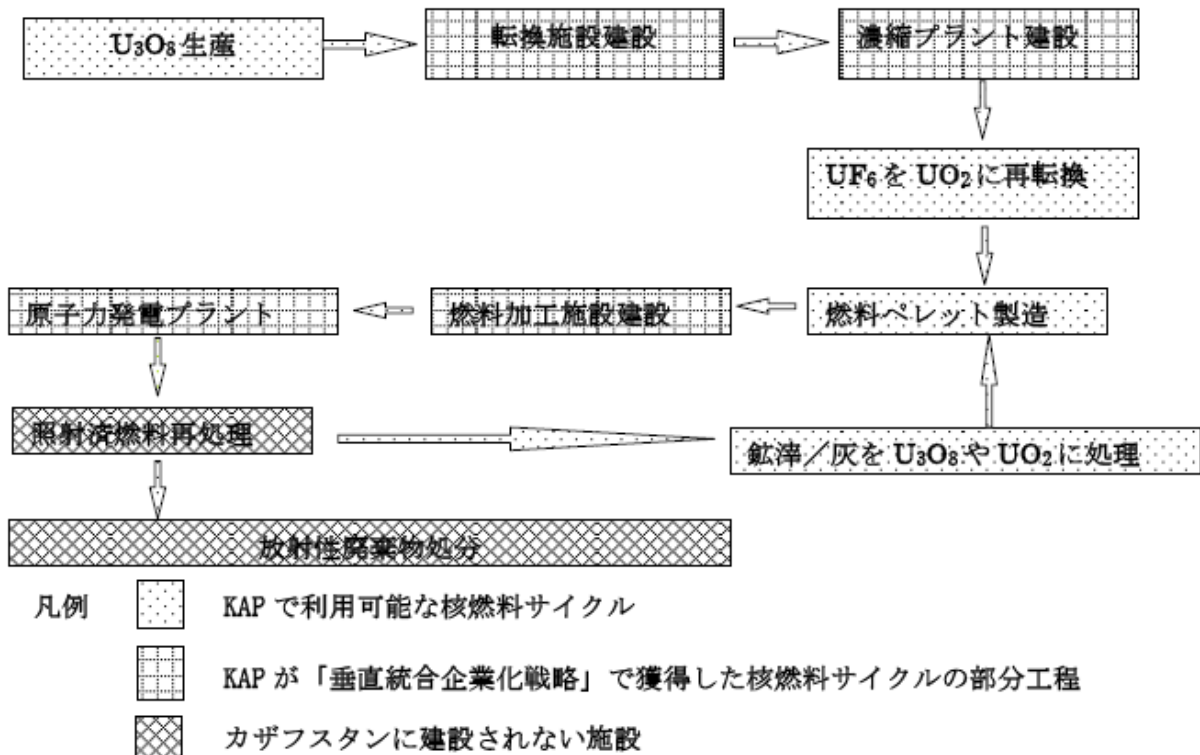 U₃O₈生産
転換施設建設
濃縮プラント建設
UF₆をUO₂に再転換
原子力発電プラント
燃料加工施設建設
燃料ペレット製造
照射済燃料再処理
鉱滓／灰をU₃O₈やUO₂に処理
放射性廃棄物処分
凡例
KAPで利用可能な核燃料サイクル
KAPが「垂直統合企業化戦略」で獲得した核燃料サイクルの部分工程
カザフスタンに建設されない施設